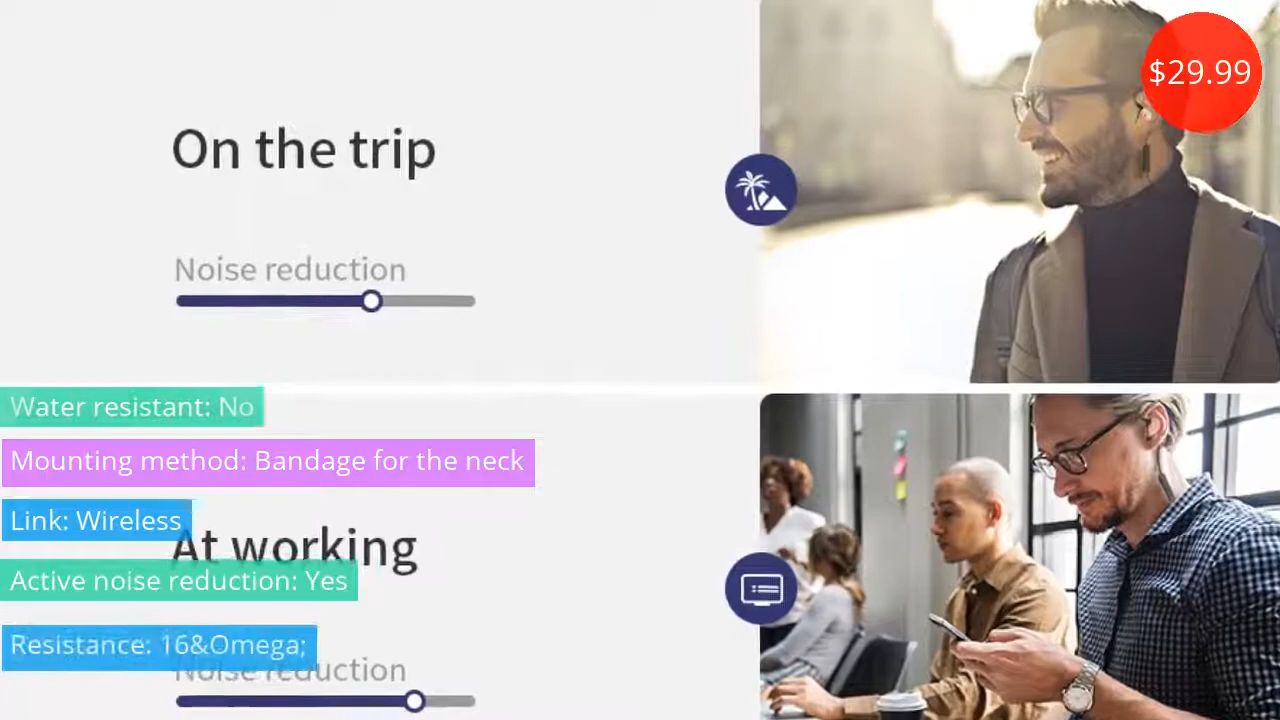 $29.99
On the trip
Noise reduction
Water resistant: No
Mounting method: Bandage for the neck
Link: Wireless
At working
Active noise reduction: Yes
Resistance: 16&Omega;
Noise reduction